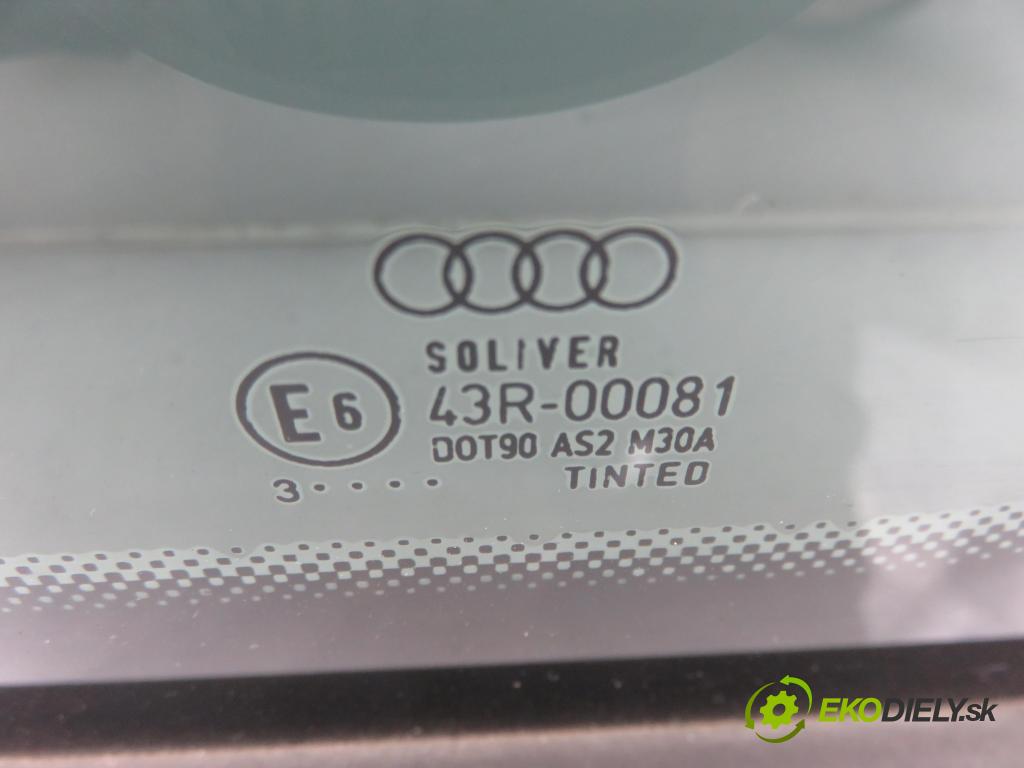 SOLIVER
E6 43R-00081
DOT90 AS2 M30A
3 · · · · TINTED
EKODIELY.sk